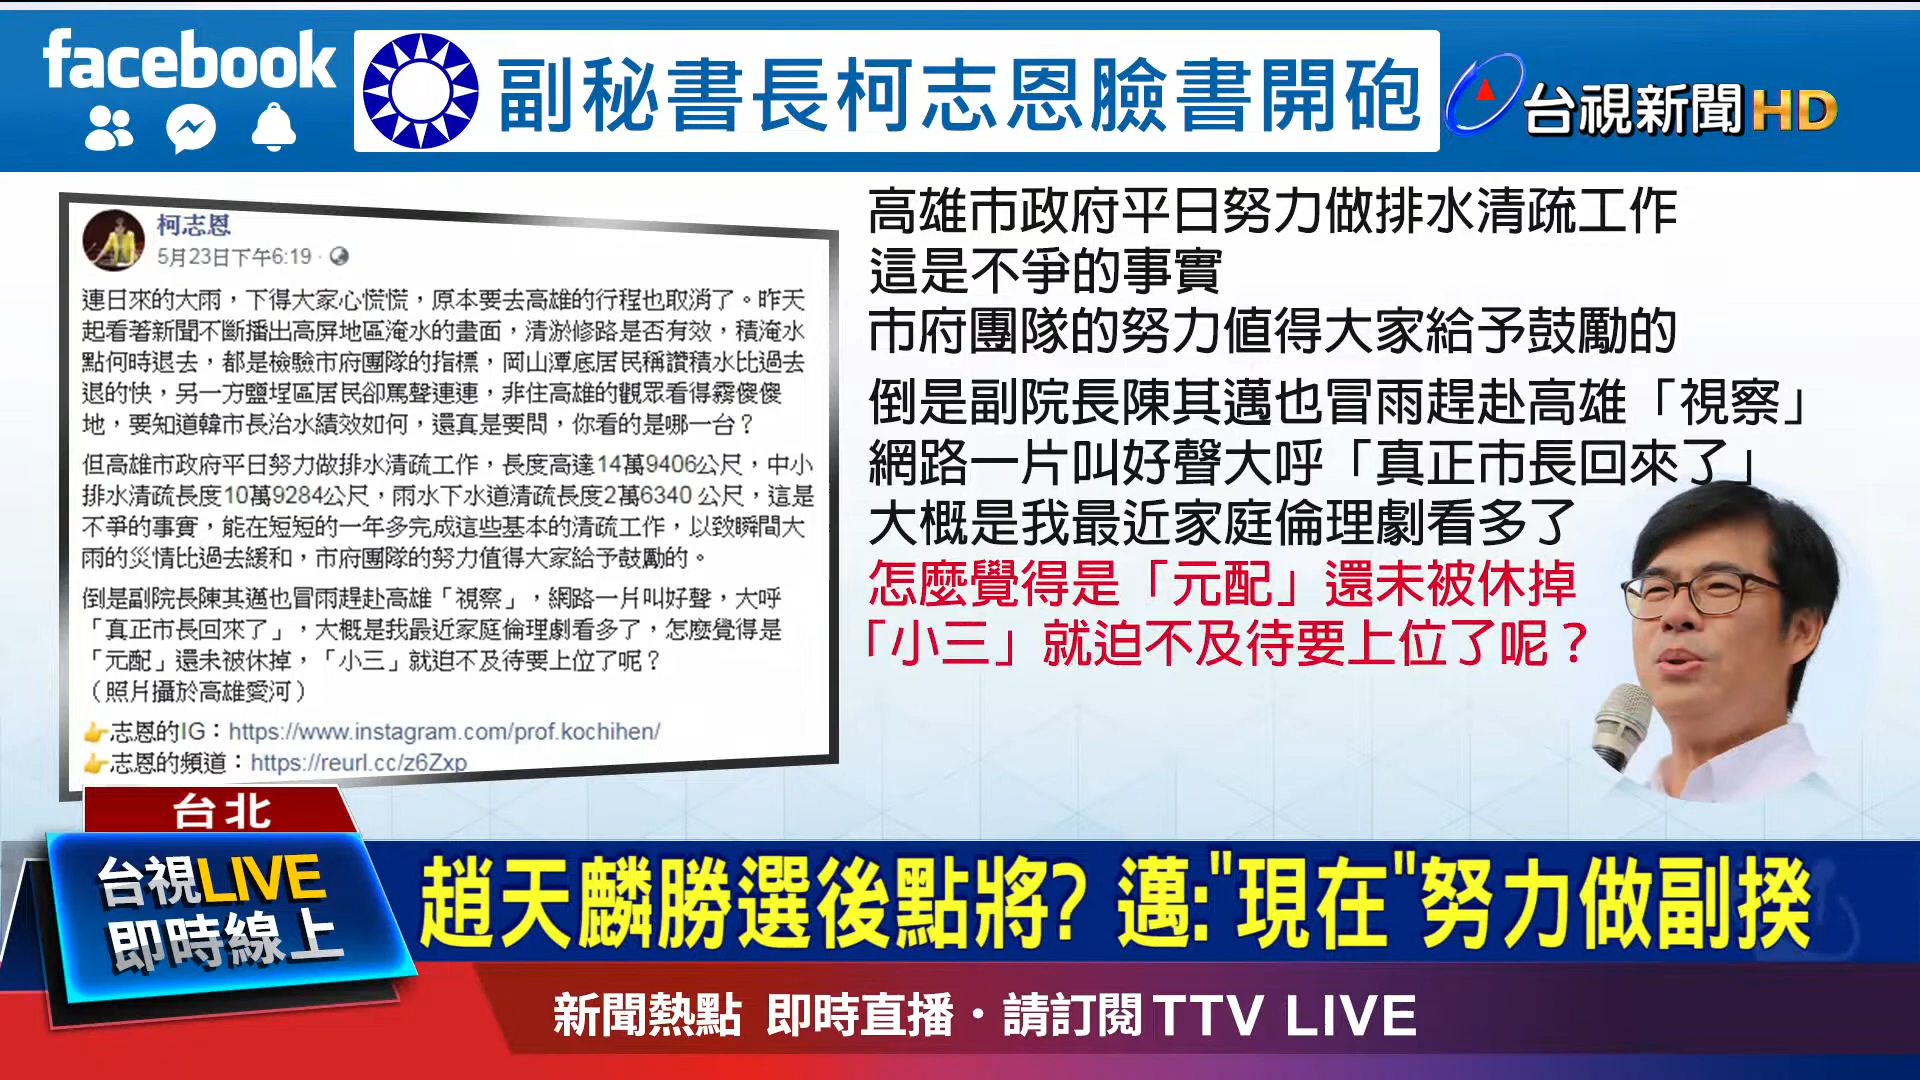 facebook
副秘書長柯志恩臉書開砲
台視新聞HD
柯志恩
5月23日下午6:19
連日來的大雨，下得大家心慌慌，原本要去高雄的行程也取消了。昨天
起看著新聞不斷播出高屏地區淹水的畫面，清淤修路是否有效，積淹水
點何時退去，都是檢驗市府團隊的指標，岡山潭底居民稱讚積水比過去
退的快，另一方鹽埕區居民卻罵聲連連，非住高雄的觀眾看得霧傻傻
地，要知道韓市長治水績效如何，還真是要問，你看的是哪一台？
但高雄市政府平日努力做排水清疏工作，長度高達14萬9406公尺，中小
排水清疏長度10萬9284公尺，雨水下水道清疏長度2萬6340 公尺，這是
不爭的事實，能在短短的一年多完成這些基本的清疏工作，以致瞬間大
雨的災情比過去緩和，市府團隊的努力值得大家給予鼓勵的。
倒是副院長陳其邁也冒雨趕赴高雄「視察」，網路一片叫好聲，大呼
「真正市長回來了」，大概是我最近家庭倫理劇看多了，怎麼覺得是
「元配」還未被休掉，「小三」就迫不及待要上位了呢？
（照片攝於高雄愛河）
👉志恩的IG：https://www.instagram.com/prof.kochihen/
👉志恩的頻道：https://reurl.cc/z6Zxp
高雄市政府平日努力做排水清疏工作
這是不爭的事實
市府團隊的努力值得大家給予鼓勵的
倒是副院長陳其邁也冒雨趕赴高雄「視察」
網路一片叫好聲大呼「真正市長回來了」
大概是我最近家庭倫理劇看多了
怎麼覺得是「元配」還未被休掉
「小三」就迫不及待要上位了呢？
台北
台視LIVE
即時線上
趙天麟勝選後點將? 邁:"現在"努力做副揆
新聞熱點 即時直播・請訂閱TTV LIVE